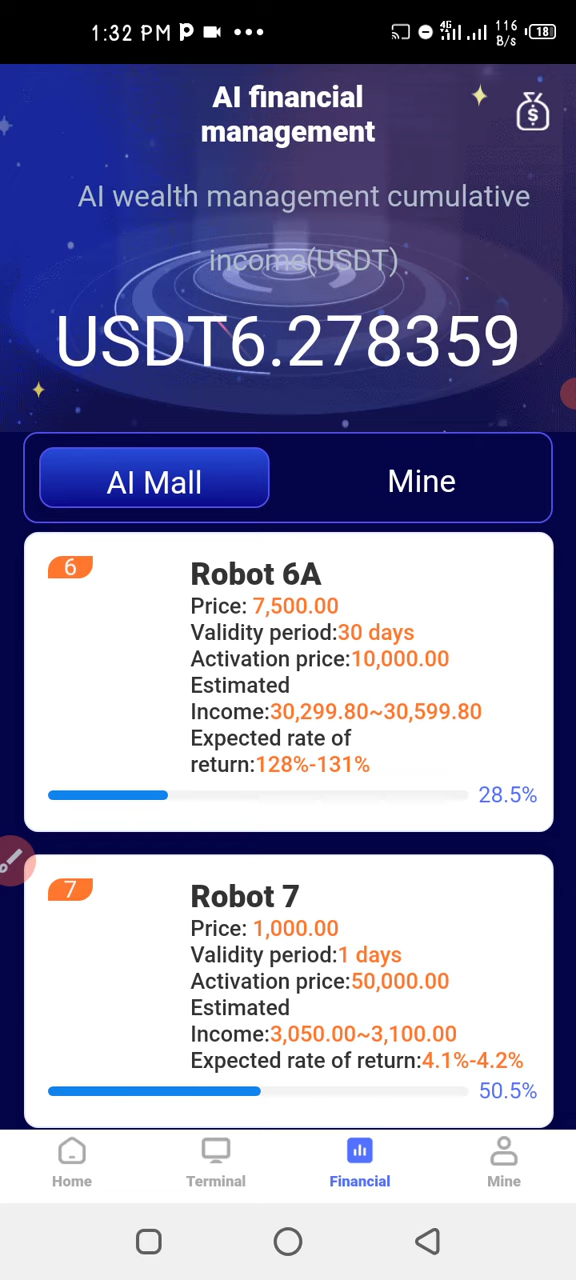 1:32 PM
4G
116
B/s
18
AI financial
management
AI wealth management cumulative
income(USDT)
USDT6.278359
AI Mall
Mine
6
Robot 6A
Price: 7,500.00
Validity period:30 days
Activation price:10,000.00
Estimated
Income:30,299.80~30,599.80
Expected rate of
return:128%-131%
28.5%
7
Robot 7
Price: 1,000.00
Validity period:1 days
Activation price:50,000.00
Estimated
Income:3,050.00~3,100.00
Expected rate of return:4.1%-4.2%
50.5%
Home
Terminal
Financial
Mine